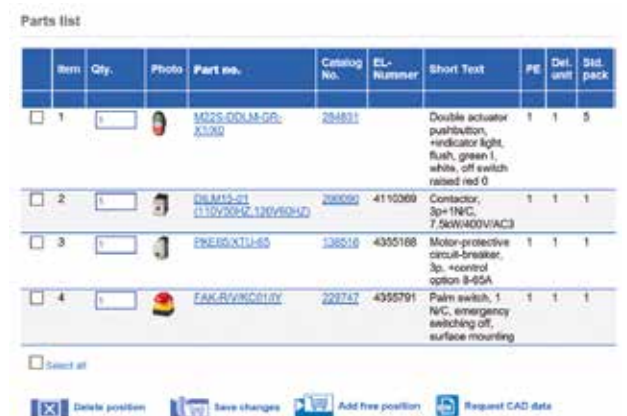 Parts list
Item Qty. Photo Part no. Catalog No. EL-Nummer Short Text PE Del. unit Std. pack
1 1 M22S-DDLM-GR-X1/X0 284831 Double actuator pushbutton, +indicator light, flush, green I, white, off switch raised red 0 1 1 5
2 1 DILM15-01 (110V50HZ,120V60HZ) 4110369 Contactor, 3p+1N/C, 7.5kW/400V/AC3 1 1 1
3 1 PKE65/XTU-65 138516 4355168 Motor-protective circuit-breaker, 3p, +control option 8-65A 1 1 1
4 1 FAK-R/V/KC01/IY 229747 4355791 Palm switch, 1 N/C, emergency switching off, surface mounting 1 1 1
Select all
Delete position Save changes Add free position Request CAD data